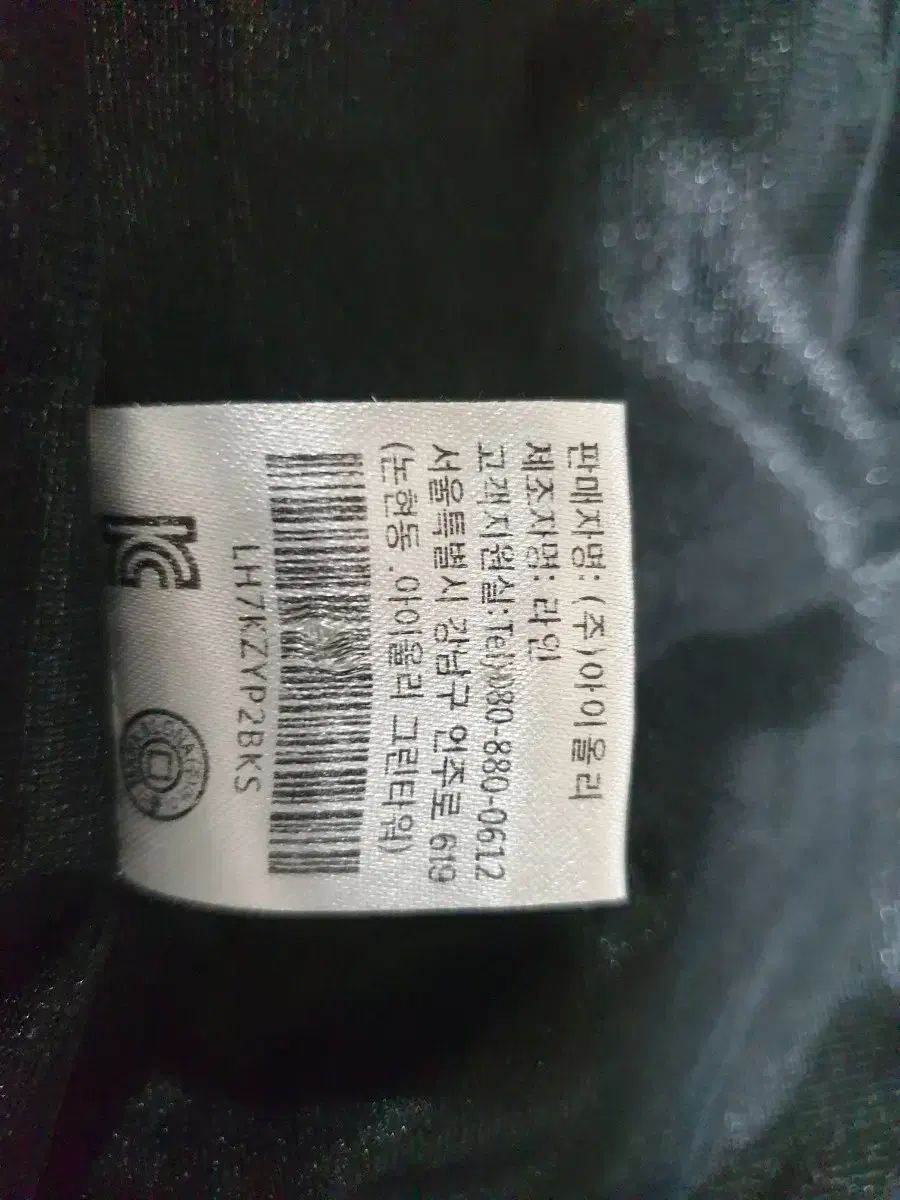 판매자명: (주)아이올리
제조자명: 라인
고객지원실:Tel)080-880-0612
서울특별시 강남구 언주로 619
(논현동 .아이올리 그린타워)
LH7KZYP2BKS
KC